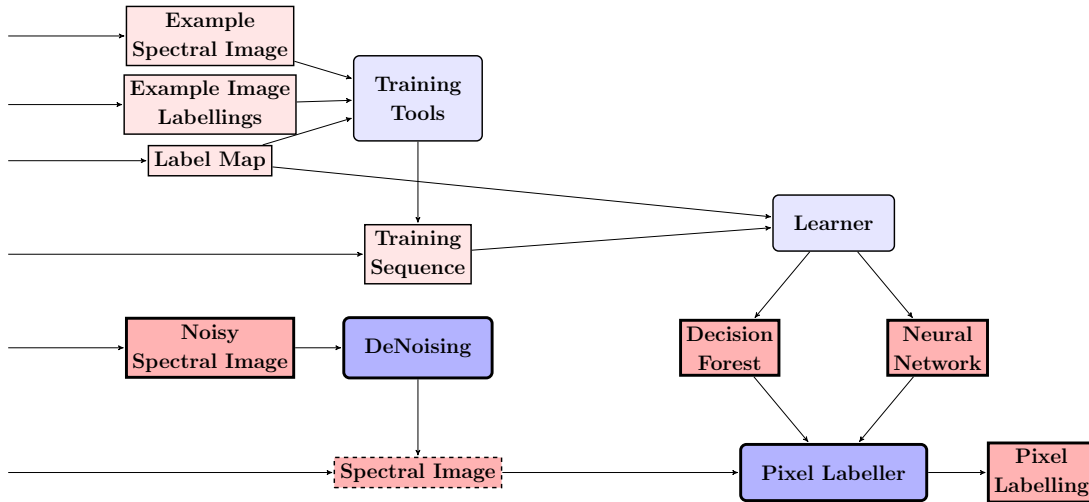 Example
Spectral Image
Training
Tools
Example Image
Labellings
Label Map
Learner
Training
Sequence
Noisy
Spectral Image
DeNoising
Decision
Forest
Neural
Network
Spectral Image
Pixel Labeller
Pixel
Labelling